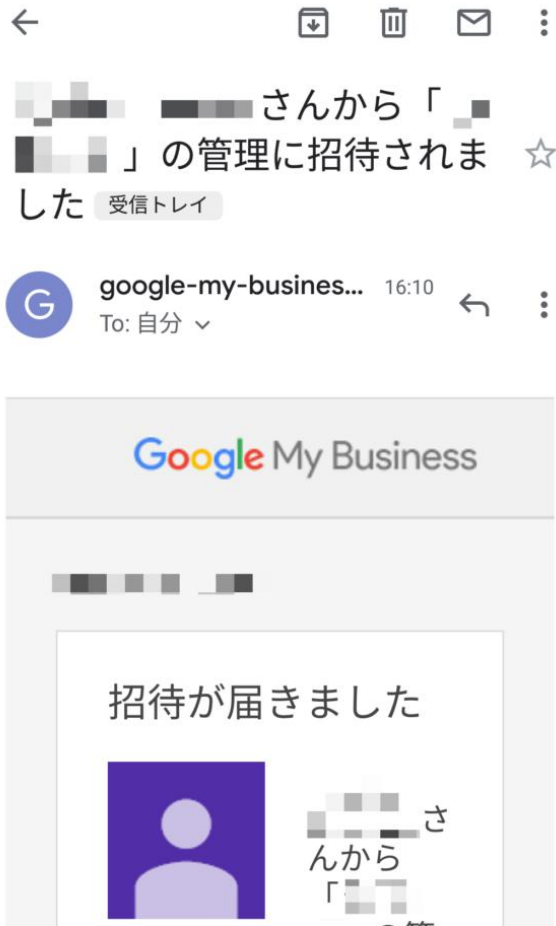 さんから「
」の管理に招待されま
した 受信トレイ
G google-my-busines... 16:10
To: 自分
Google My Business
招待が届きました
さ
んから
「
の管